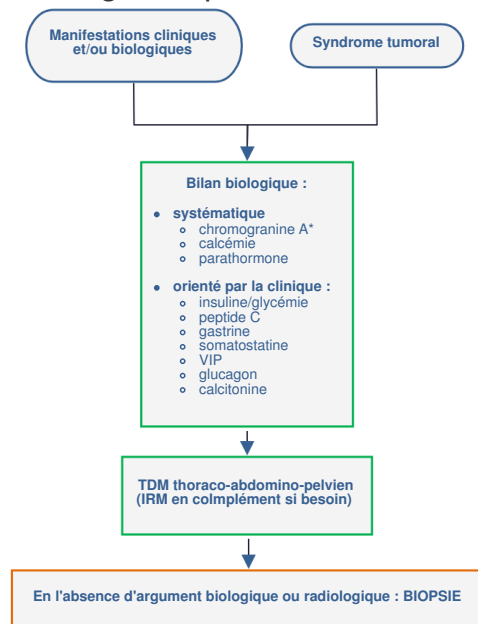 Manifestations cliniques
et/ou biologiques
Syndrome tumoral
Bilan biologique :
systématique
chromogranine A*
calcémie
parathormone
orienté par la clinique :
insuline/glycémie
peptide C
gastrine
somatostatine
VIP
glucagon
calcitonine
TDM thoraco-abdomino-pelvien
(IRM en colmplément si besoin)
En l'absence d'argument biologique ou radiologique : BIOPSIE